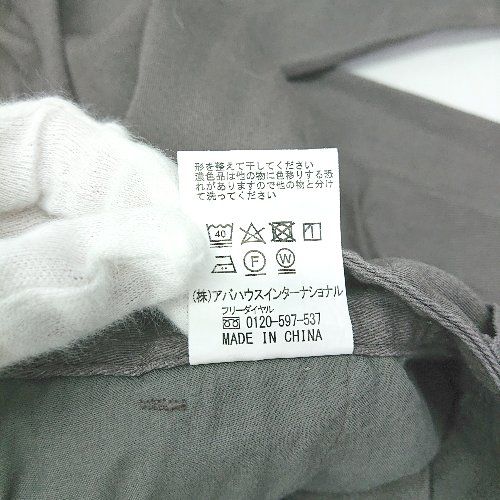 形を整えて干してください
濃色品は他の物に色移りする恐
れがありますので他の物と分け
て洗ってください
40
F W
(株)アバハウスインターナショナル
フリーダイヤル
0120-597-537
MADE IN CHINA